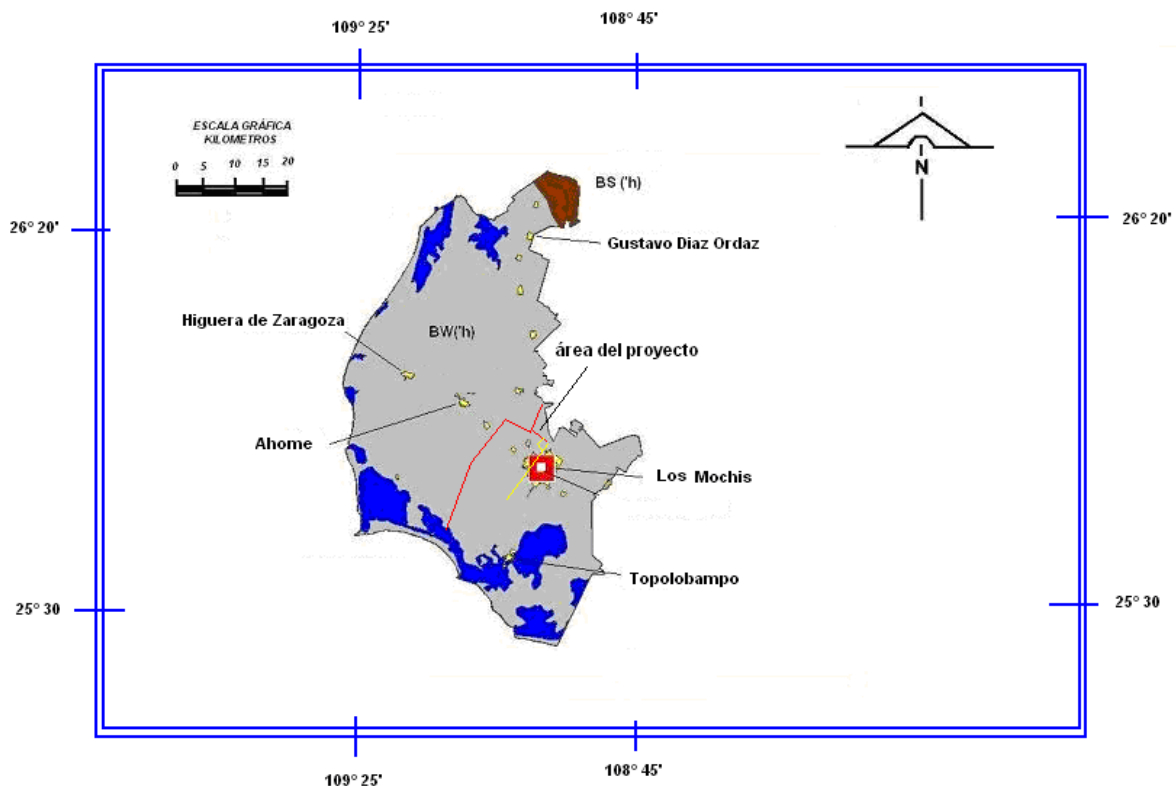 109° 25'
108° 45'
ESCALA GRÁFICA
KILOMETROS
0 5 10 15 20
N
BS ('h)
26° 20'
26° 20'
Gustavo Diaz Ordaz
Higuera de Zaragoza
BW('h)
área del proyecto
Ahome
Los Mochis
Topolobampo
25° 30
25° 30
109° 25'
108° 45'